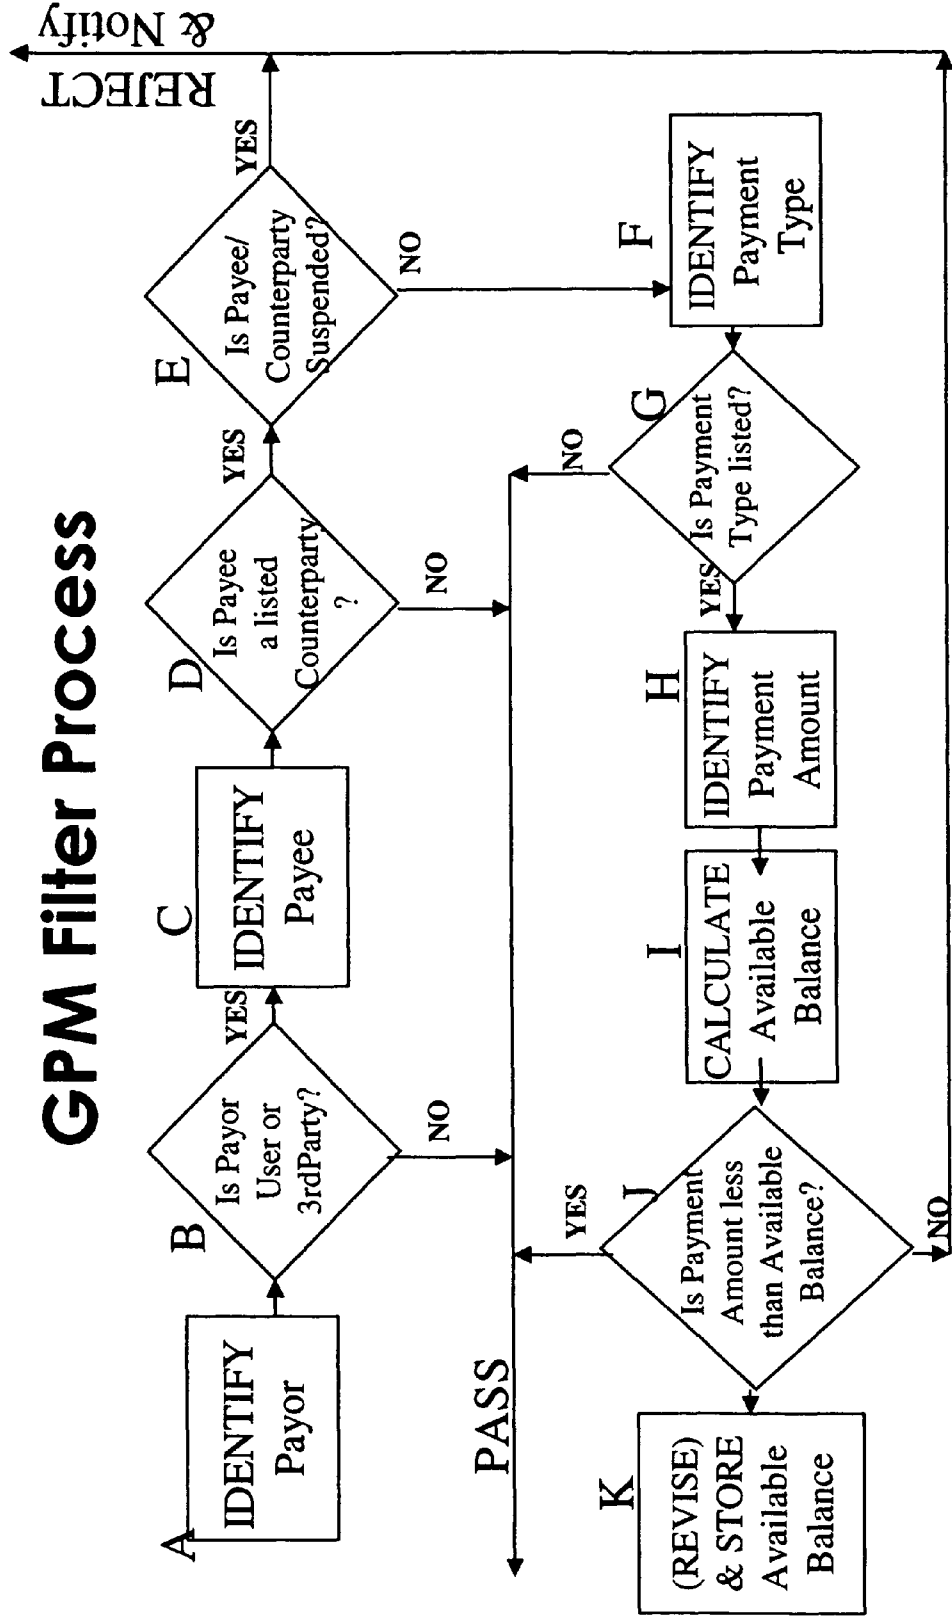 GPM Filter Process
A
IDENTIFY
Payor
B
Is Payor
User or
3rdParty?
YES
NO
C
IDENTIFY
Payee
D
Is Payee
a listed
Counterparty
?
YES
NO
E
Is Payee/
Counterparty
Suspended?
YES
NO
REJECT
& Notify
F
IDENTIFY
Payment
Type
G
Is Payment
Type listed?
NO
YES
H
IDENTIFY
Payment
Amount
I
CALCULATE
Available
Balance
J
Is Payment
Amount less
than Available
Balance?
YES
NO
K
(REVISE)
& STORE
Available
Balance
PASS